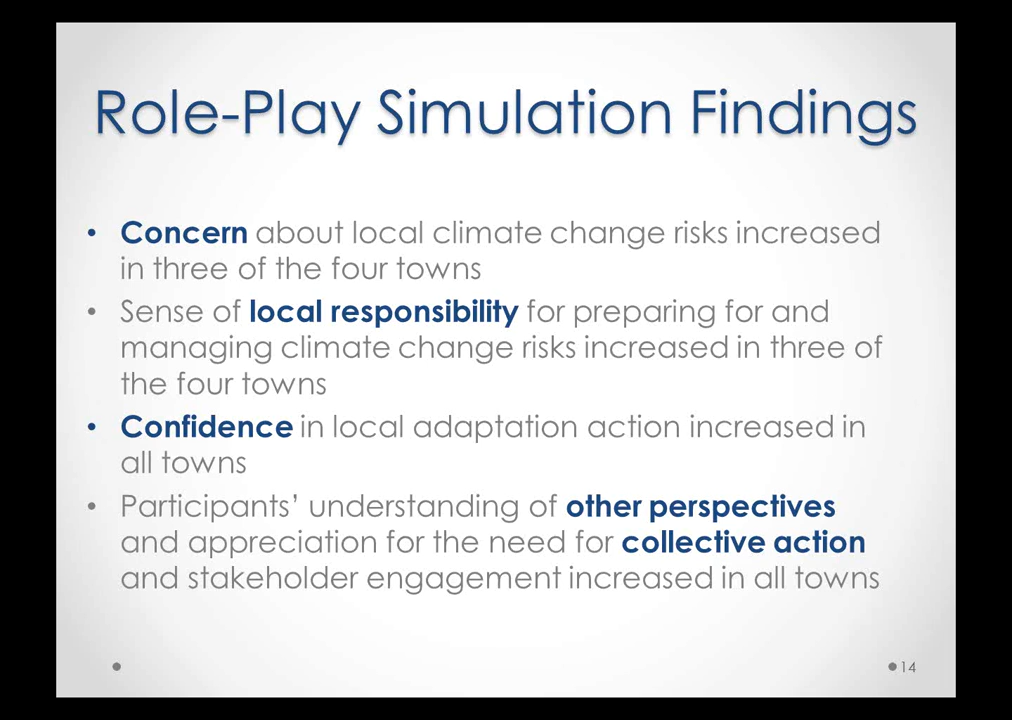 Role-Play Simulation Findings
• Concern about local climate change risks increased
in three of the four towns
• Sense of local responsibility for preparing for and
managing climate change risks increased in three of
the four towns
• Confidence in local adaptation action increased in
all towns
• Participants’ understanding of other perspectives
and appreciation for the need for collective action
and stakeholder engagement increased in all towns
14